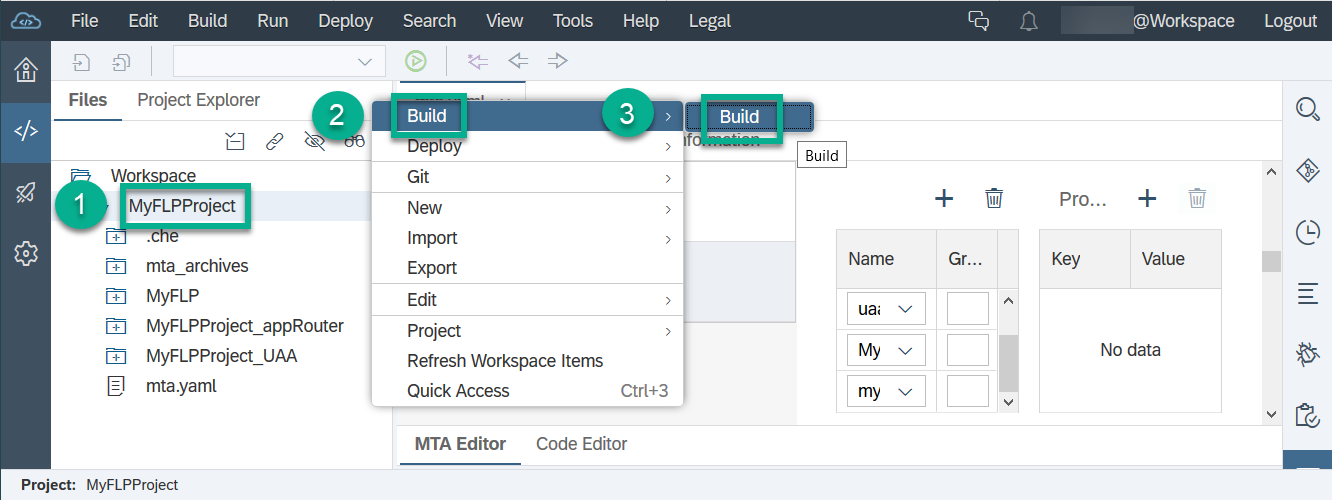 File Edit Build Run Deploy Search View Tools Help Legal @Workspace Logout
Files Project Explorer
2 Build 3 Build
Deploy
Build
Workspace
Git
1 MyFLPProject
New
Pro...
.che
Import
mta_archives
Export
Name Gr... Key Value
MyFLP
Edit
uaa
MyFLPProject_appRouter
Project
My
No data
MyFLPProject_UAA
Refresh Workspace Items
mta.yaml
Quick Access Ctrl+3
my
MTA Editor Code Editor
Project: MyFLPProject